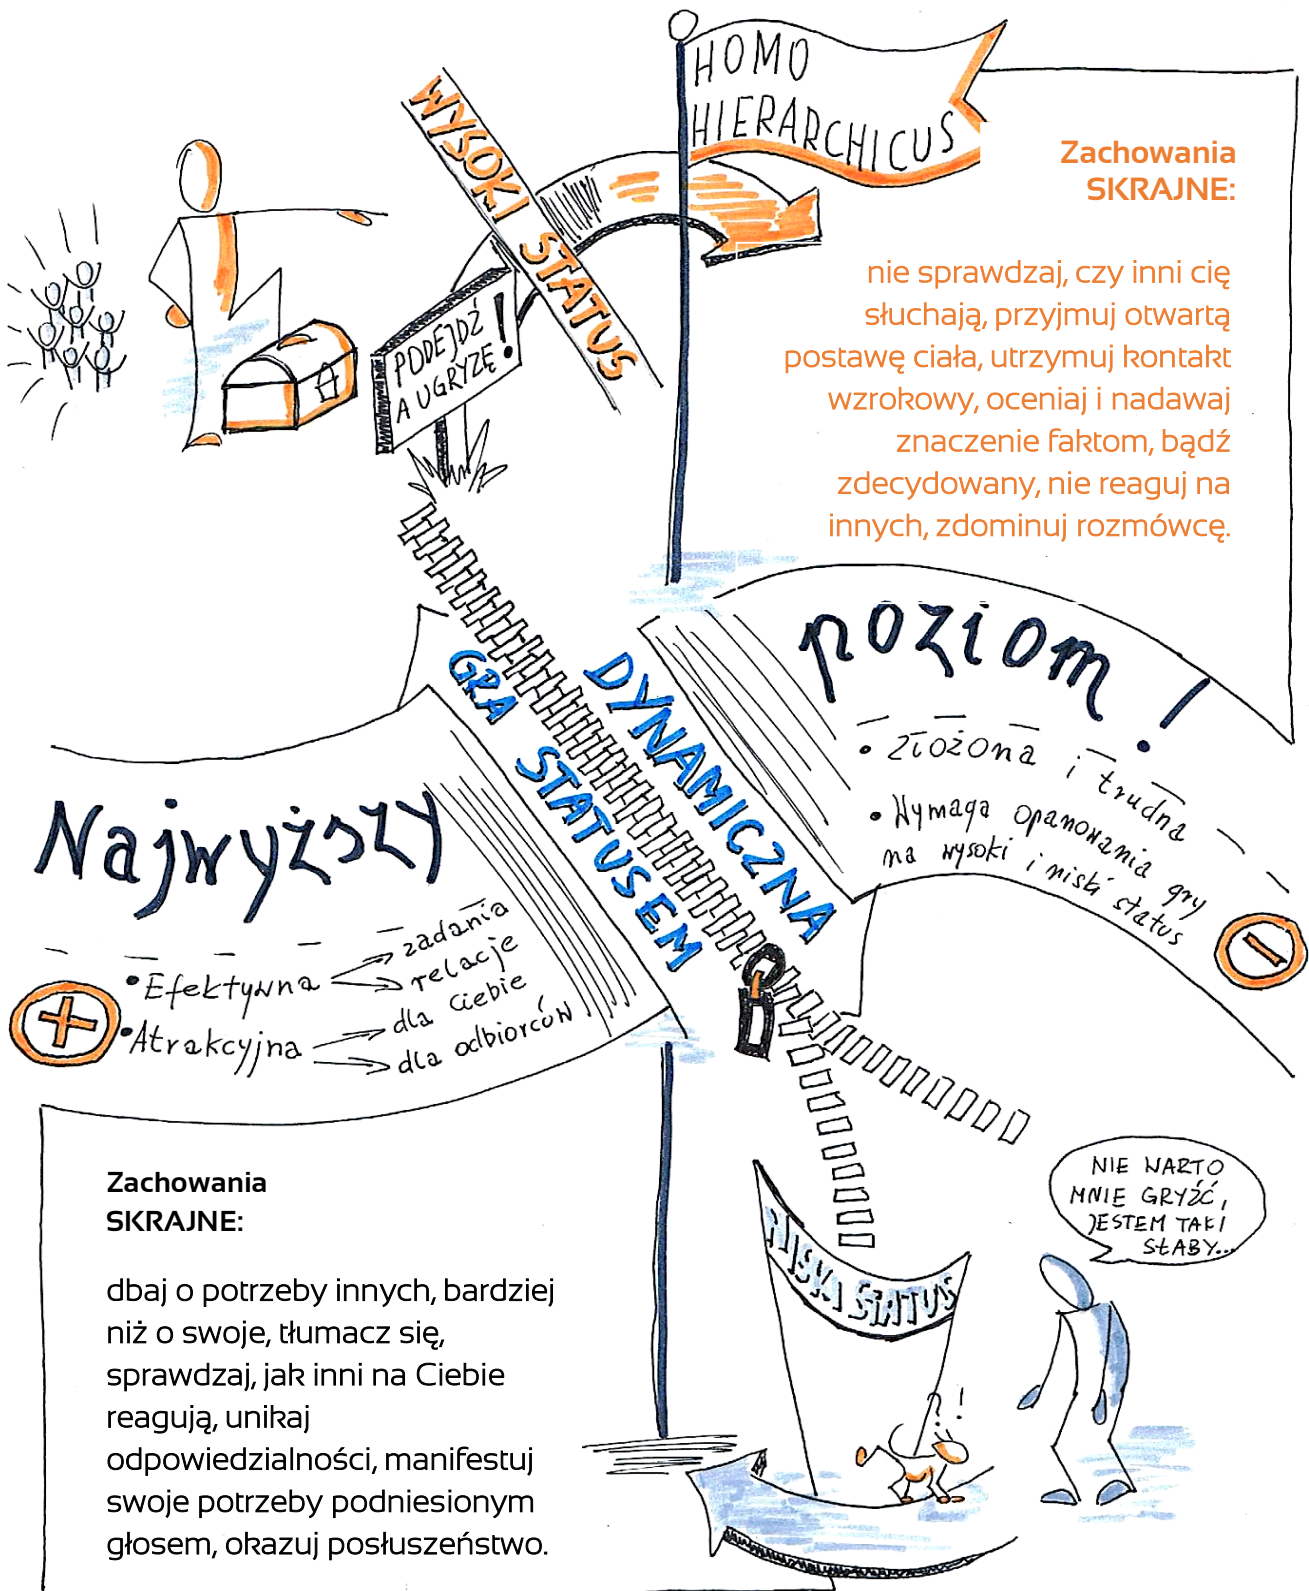 HOMO
HIERARCHICUS
WYSOKI STATUS
PODEJDŹ
A UGRYZĘ!
Zachowania
SKRAJNE:
nie sprawdzaj, czy inni cię
słuchają, przyjmuj otwartą
postawę ciała, utrzymuj kontakt
wzrokowy, oceniaj i nadawaj
znaczenie faktom, bądź
zdecydowany, nie reaguj na
innych, zdominuj rozmówcę.
DYNAMICZNA
GRA STATUSEM
Najwyższy
poziom!
• Złożona i trudna
• Wymaga opanowania gry
na wysoki i niski status
-
+
• Efektywna
zadania
relacje
• Atrakcyjna
dla Ciebie
dla odbiorców
Zachowania
SKRAJNE:
dbaj o potrzeby innych, bardziej
niż o swoje, tłumacz się,
sprawdzaj, jak inni na Ciebie
reagują, unikaj
odpowiedzialności, manifestuj
swoje potrzeby podniesionym
głosem, okazuj posłuszeństwo.
NISKI STATUS
NIE WARTO
MNIE GRYŹĆ,
JESTEM TAKI
SŁABY...
? !